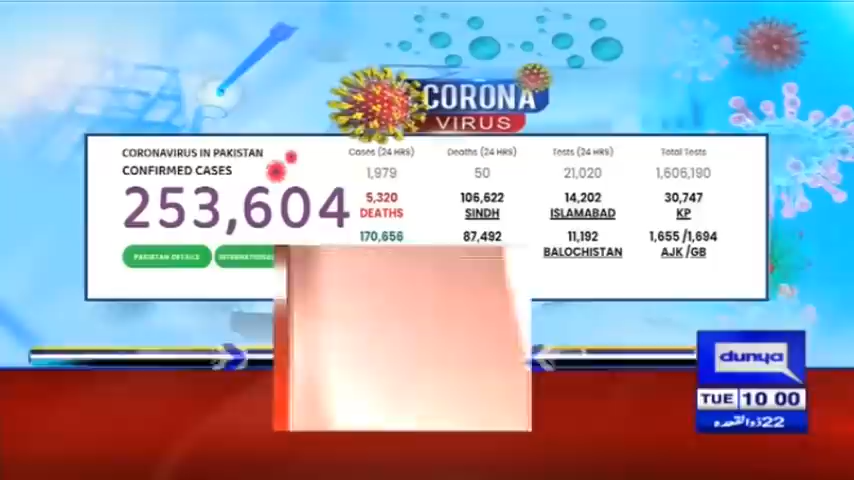 CORONA
VIRUS
CORONAVIRUS IN PAKISTAN
CONFIRMED CASES
253,604
Cases (24 HRS)
Deaths (24 HRS)
Tests (24 HRS)
Total Tests
1,979
50
21,020
1,606,190
5,320
DEATHS
106,622
SINDH
14,202
ISLAMABAD
30,747
KP
170,656
87,492
11,192
BALOCHISTAN
1,655 /1,694
AJK /GB
PAKISTAN DETAILS
dunya
TUE 10 00
22 ذوالقعدہ